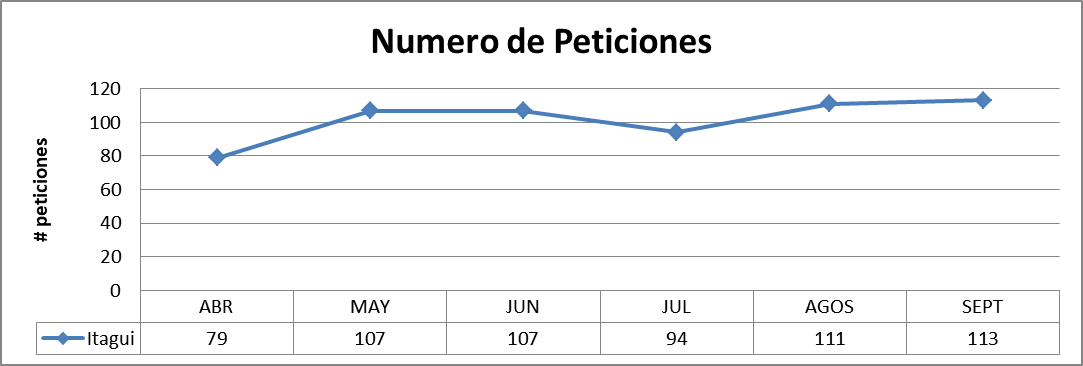 Numero de Peticiones
# peticiones
120
100
80
60
40
20
0
ABR MAY JUN JUL AGOS SEPT
Itagui 79 107 107 94 111 113